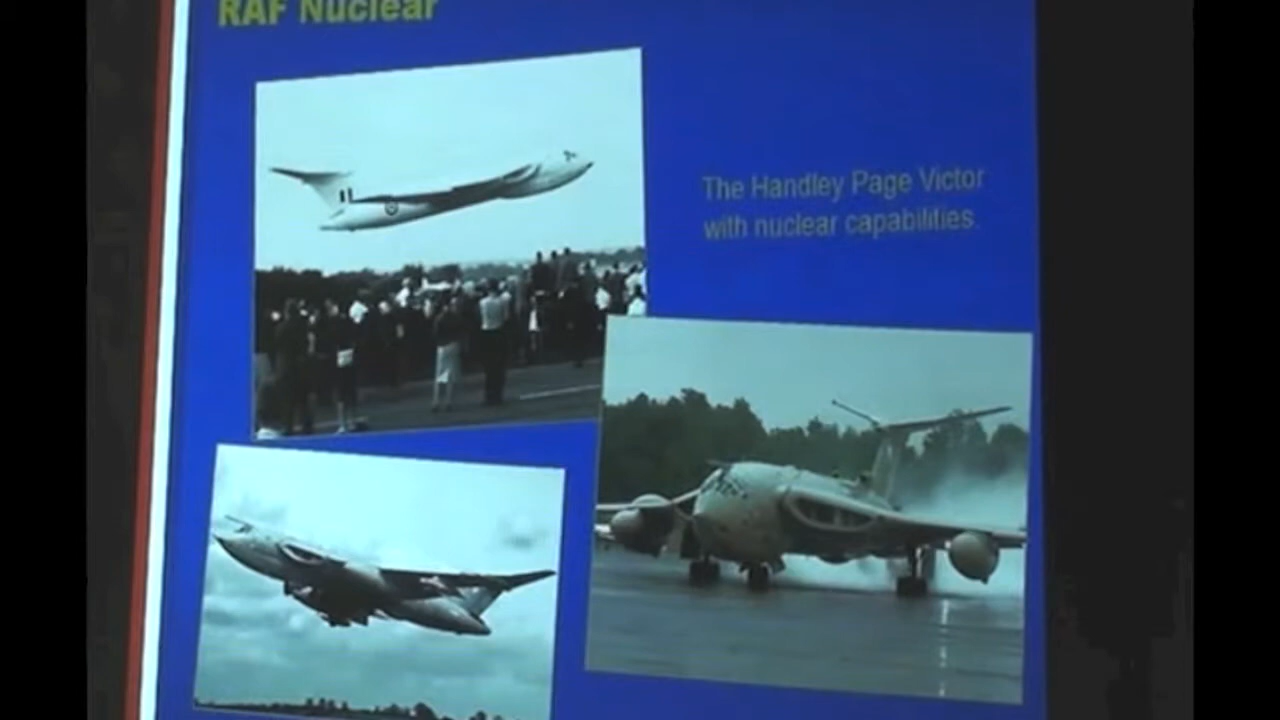 RAF Nuclear
The Handley Page Victor
with nuclear capabilities.